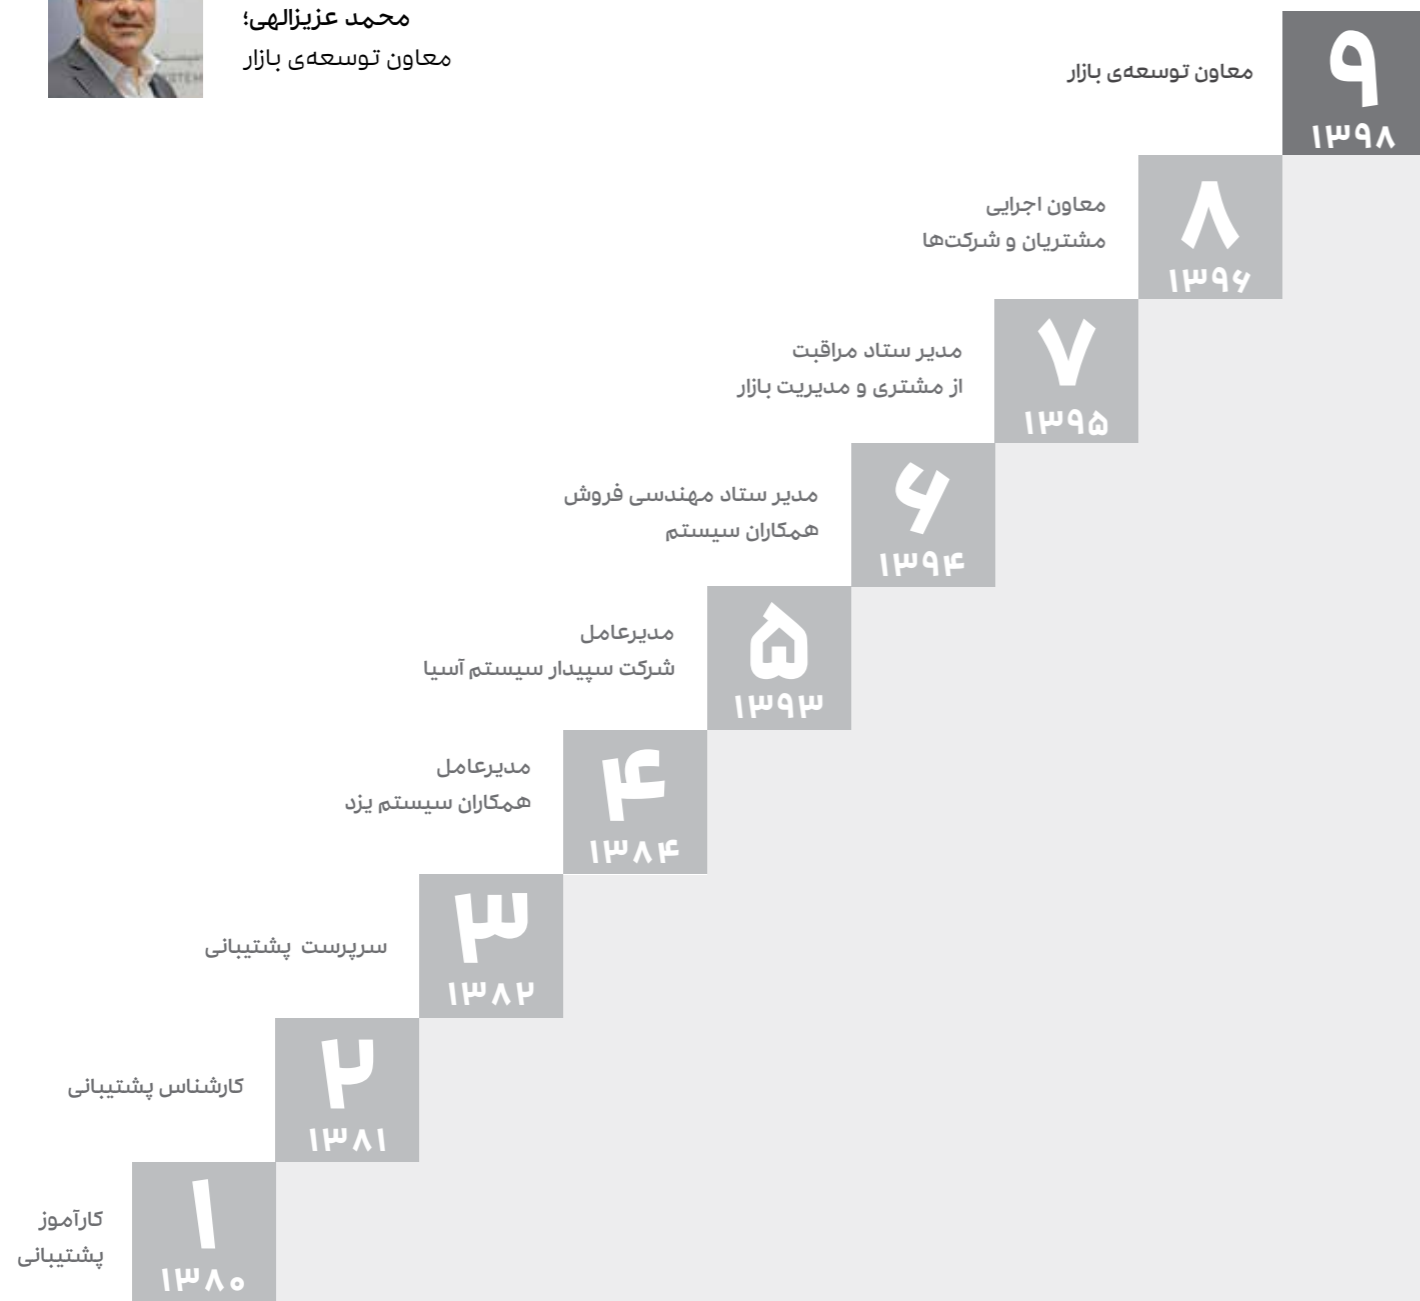 محمد عزیزالهی؛
معاون توسعه‌ی بازار
۹
۱۳۹۸
معاون توسعه‌ی بازار
۸
۱۳۹۶
معاون اجرایی
مشتریان و شرکت‌ها
۷
۱۳۹۵
مدیر ستاد مراقبت
از مشتری و مدیریت بازار
۶
۱۳۹۴
مدیر ستاد مهندسی فروش
همکاران سیستم
۵
۱۳۹۳
مدیرعامل
شرکت سپیدار سیستم آسیا
۴
۱۳۸۴
مدیرعامل
همکاران سیستم یزد
۳
۱۳۸۲
سرپرست پشتیبانی
۲
۱۳۸۱
کارشناس پشتیبانی
۱
۱۳۸۰
کارآموز
پشتیبانی